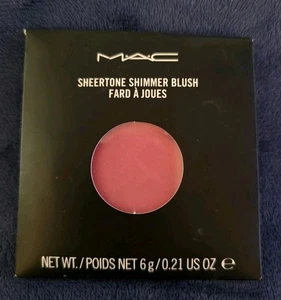 MAC
SHEERTONE SHIMMER BLUSH
FARD À JOUES
NET WT./POIDS NET 6 g/0.21 US OZ ℮